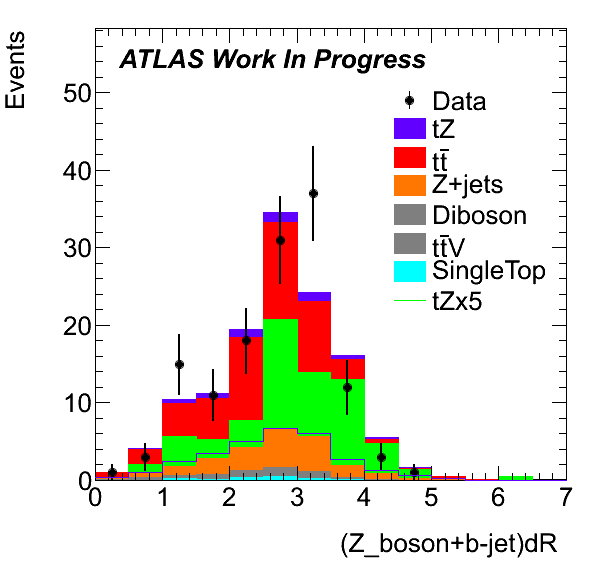 Events
ATLAS Work In Progress
50
40
30
20
10
0
Data
tZ
tt̄
Z+jets
Diboson
tt̄V
SingleTop
tZx5
0 1 2 3 4 5 6 7
(Z_boson+b-jet)dR